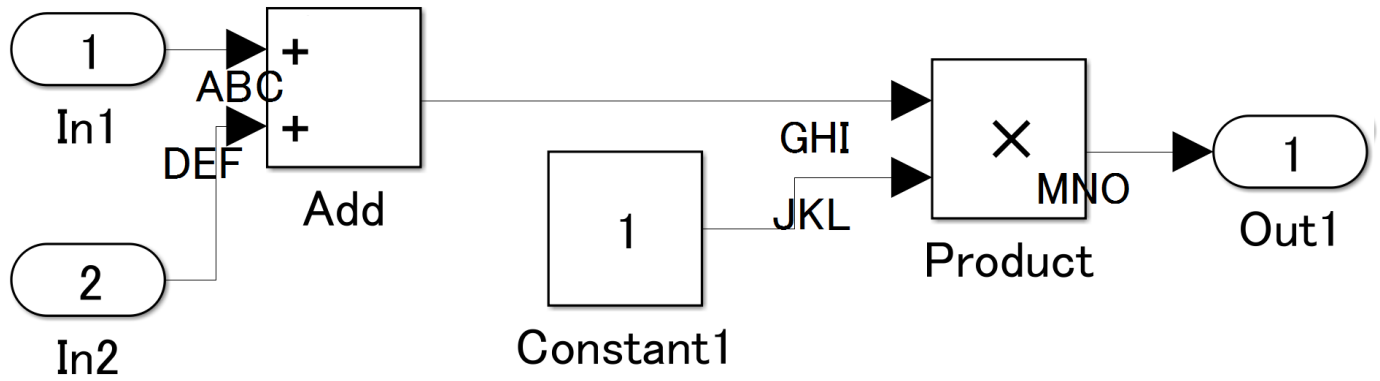 1
In1
ABC
DEF
+
+
Add
2
In2
1
Constant1
GHI
JKL
×
Product
MNO
1
Out1